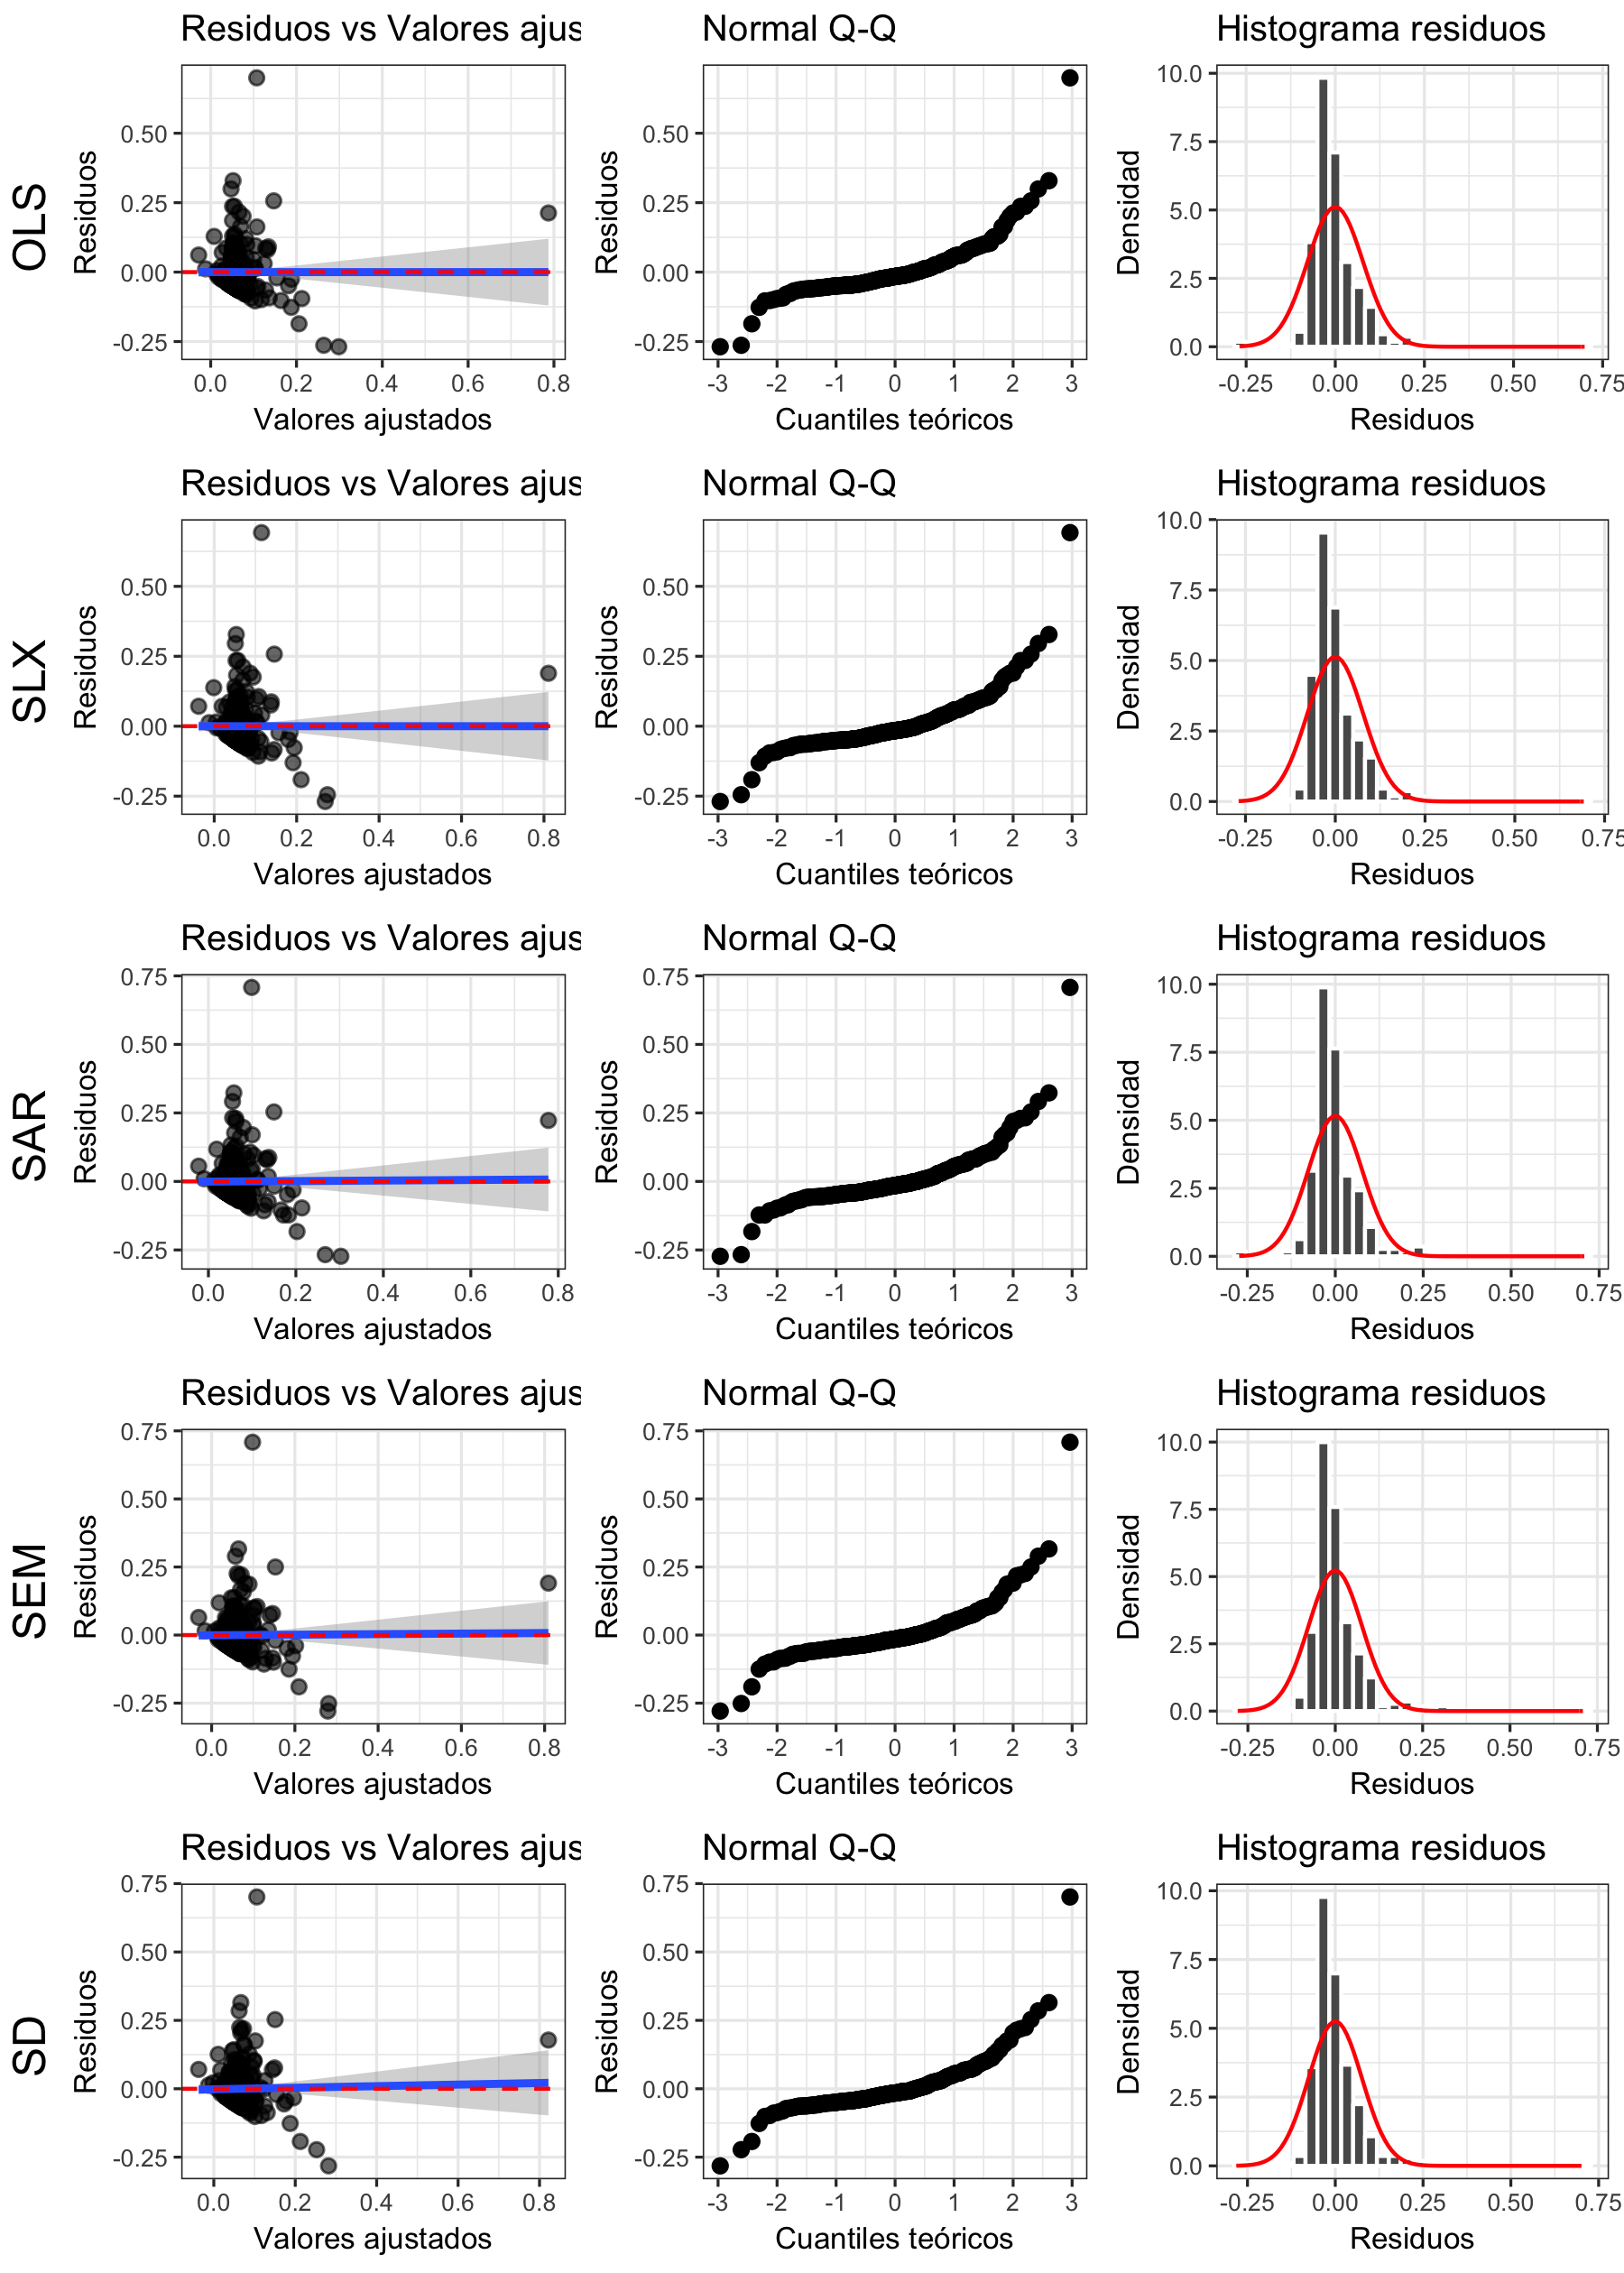 Residuos vs Valores ajus Normal Q-Q Histograma residuos
OLS
Residuos
0.50
0.25
0.00
-0.25
0.0 0.2 0.4 0.6 0.8
Valores ajustados
Residuos
0.50
0.25
0.00
-0.25
-3 -2 -1 0 1 2 3
Cuantiles teóricos
Densidad
10.0
7.5
5.0
2.5
0.0
-0.25 0.00 0.25 0.50 0.75
Residuos
Residuos vs Valores ajus Normal Q-Q Histograma residuos
SLX
Residuos
0.50
0.25
0.00
-0.25
0.0 0.2 0.4 0.6 0.8
Valores ajustados
Residuos
0.50
0.25
0.00
-0.25
-3 -2 -1 0 1 2 3
Cuantiles teóricos
Densidad
10.0
7.5
5.0
2.5
0.0
-0.25 0.00 0.25 0.50 0.75
Residuos
Residuos vs Valores ajus Normal Q-Q Histograma residuos
SAR
Residuos
0.75
0.50
0.25
0.00
-0.25
0.0 0.2 0.4 0.6 0.8
Valores ajustados
Residuos
0.75
0.50
0.25
0.00
-0.25
-3 -2 -1 0 1 2 3
Cuantiles teóricos
Densidad
10.0
7.5
5.0
2.5
0.0
-0.25 0.00 0.25 0.50 0.75
Residuos
Residuos vs Valores ajus Normal Q-Q Histograma residuos
SEM
Residuos
0.75
0.50
0.25
0.00
-0.25
0.0 0.2 0.4 0.6 0.8
Valores ajustados
Residuos
0.75
0.50
0.25
0.00
-0.25
-3 -2 -1 0 1 2 3
Cuantiles teóricos
Densidad
10.0
7.5
5.0
2.5
0.0
-0.25 0.00 0.25 0.50 0.75
Residuos
Residuos vs Valores ajus Normal Q-Q Histograma residuos
SD
Residuos
0.75
0.50
0.25
0.00
-0.25
0.0 0.2 0.4 0.6 0.8
Valores ajustados
Residuos
0.75
0.50
0.25
0.00
-0.25
-3 -2 -1 0 1 2 3
Cuantiles teóricos
Densidad
10.0
7.5
5.0
2.5
0.0
-0.25 0.00 0.25 0.50 0.75
Residuos